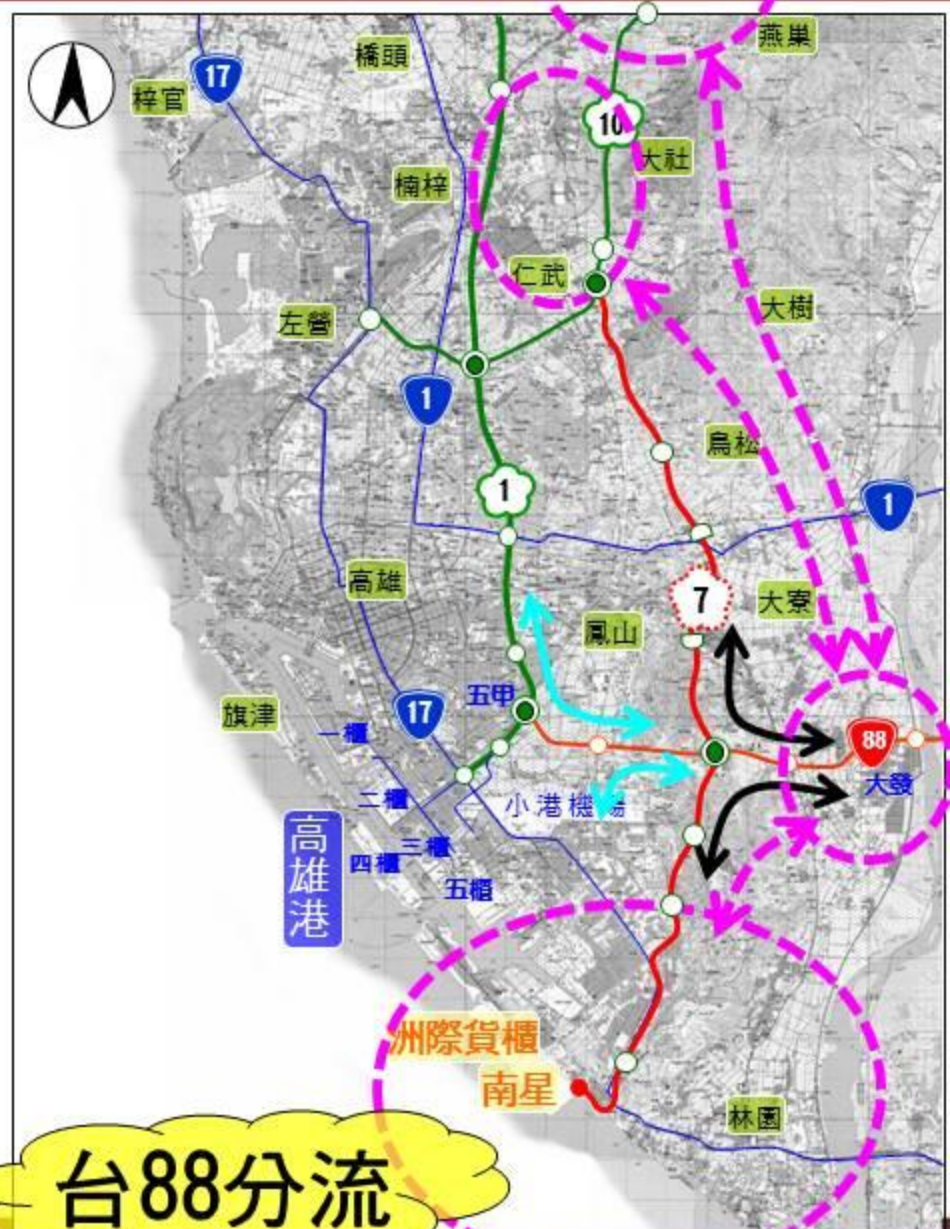 燕巢
橋頭
17
梓官
10
大社
楠梓
仁武
大樹
左營
1
鳥松
1
1
高雄
7
大寮
鳳山
五甲
旗津
17
一櫃
88
大發
二櫃
小港機場
高雄港
三櫃
四櫃
五櫃
洲際貨櫃
南星
林園
台88分流